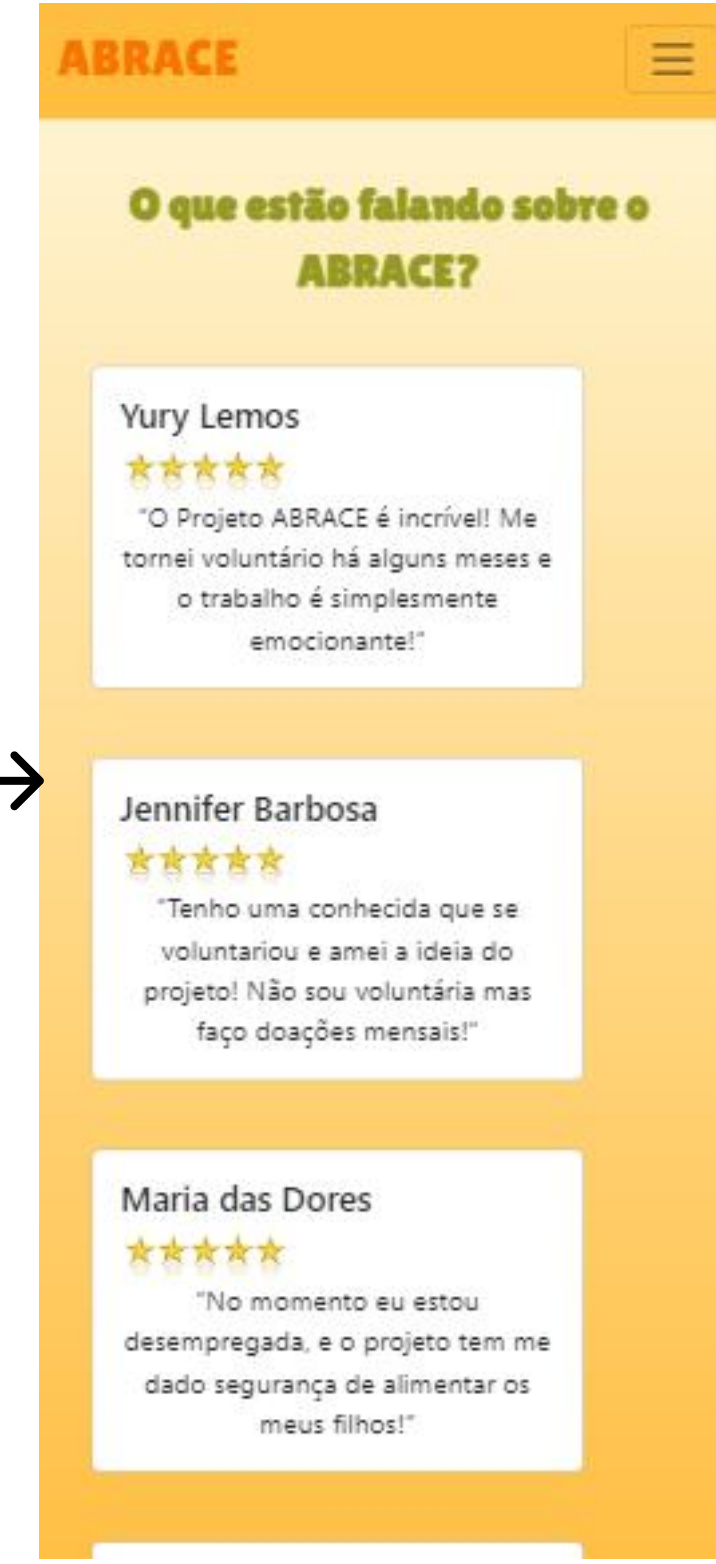 ABRACE
O que estão falando sobre o
ABRACE?
Yury Lemos
"O Projeto ABRACE é incrível! Me
tornei voluntário há alguns meses e
o trabalho é simplesmente
emocionante!"
Jennifer Barbosa
"Tenho uma conhecida que se
voluntariou e amei a ideia do
projeto! Não sou voluntária mas
faço doações mensais!"
Maria das Dores
"No momento eu estou
desempregada, e o projeto tem me
dado segurança de alimentar os
meus filhos!"